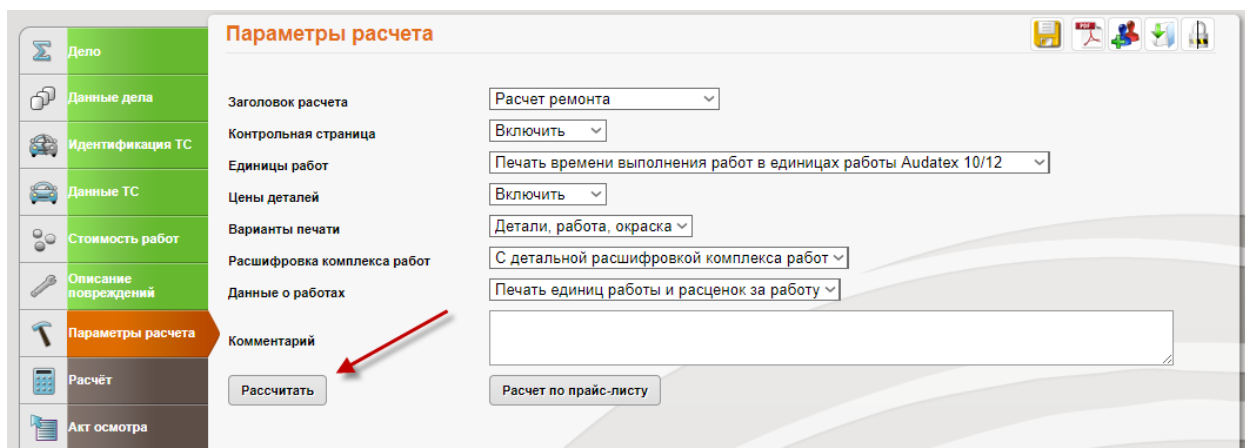 Параметры расчета
Дело
Данные дела
Идентификация ТС
Данные ТС
Стоимость работ
Описание
повреждений
Параметры расчета
Расчёт
Акт осмотра
Заголовок расчета
Расчет ремонта
Контрольная страница
Включить
Единицы работ
Печать времени выполнения работ в единицах работы Audatex 10/12
Цены деталей
Включить
Варианты печати
Детали, работа, окраска
Расшифровка комплекса работ
С детальной расшифровкой комплекса работ
Данные о работах
Печать единиц работы и расценок за работу
Комментарий
Рассчитать
Расчет по прайс-листу
PDF